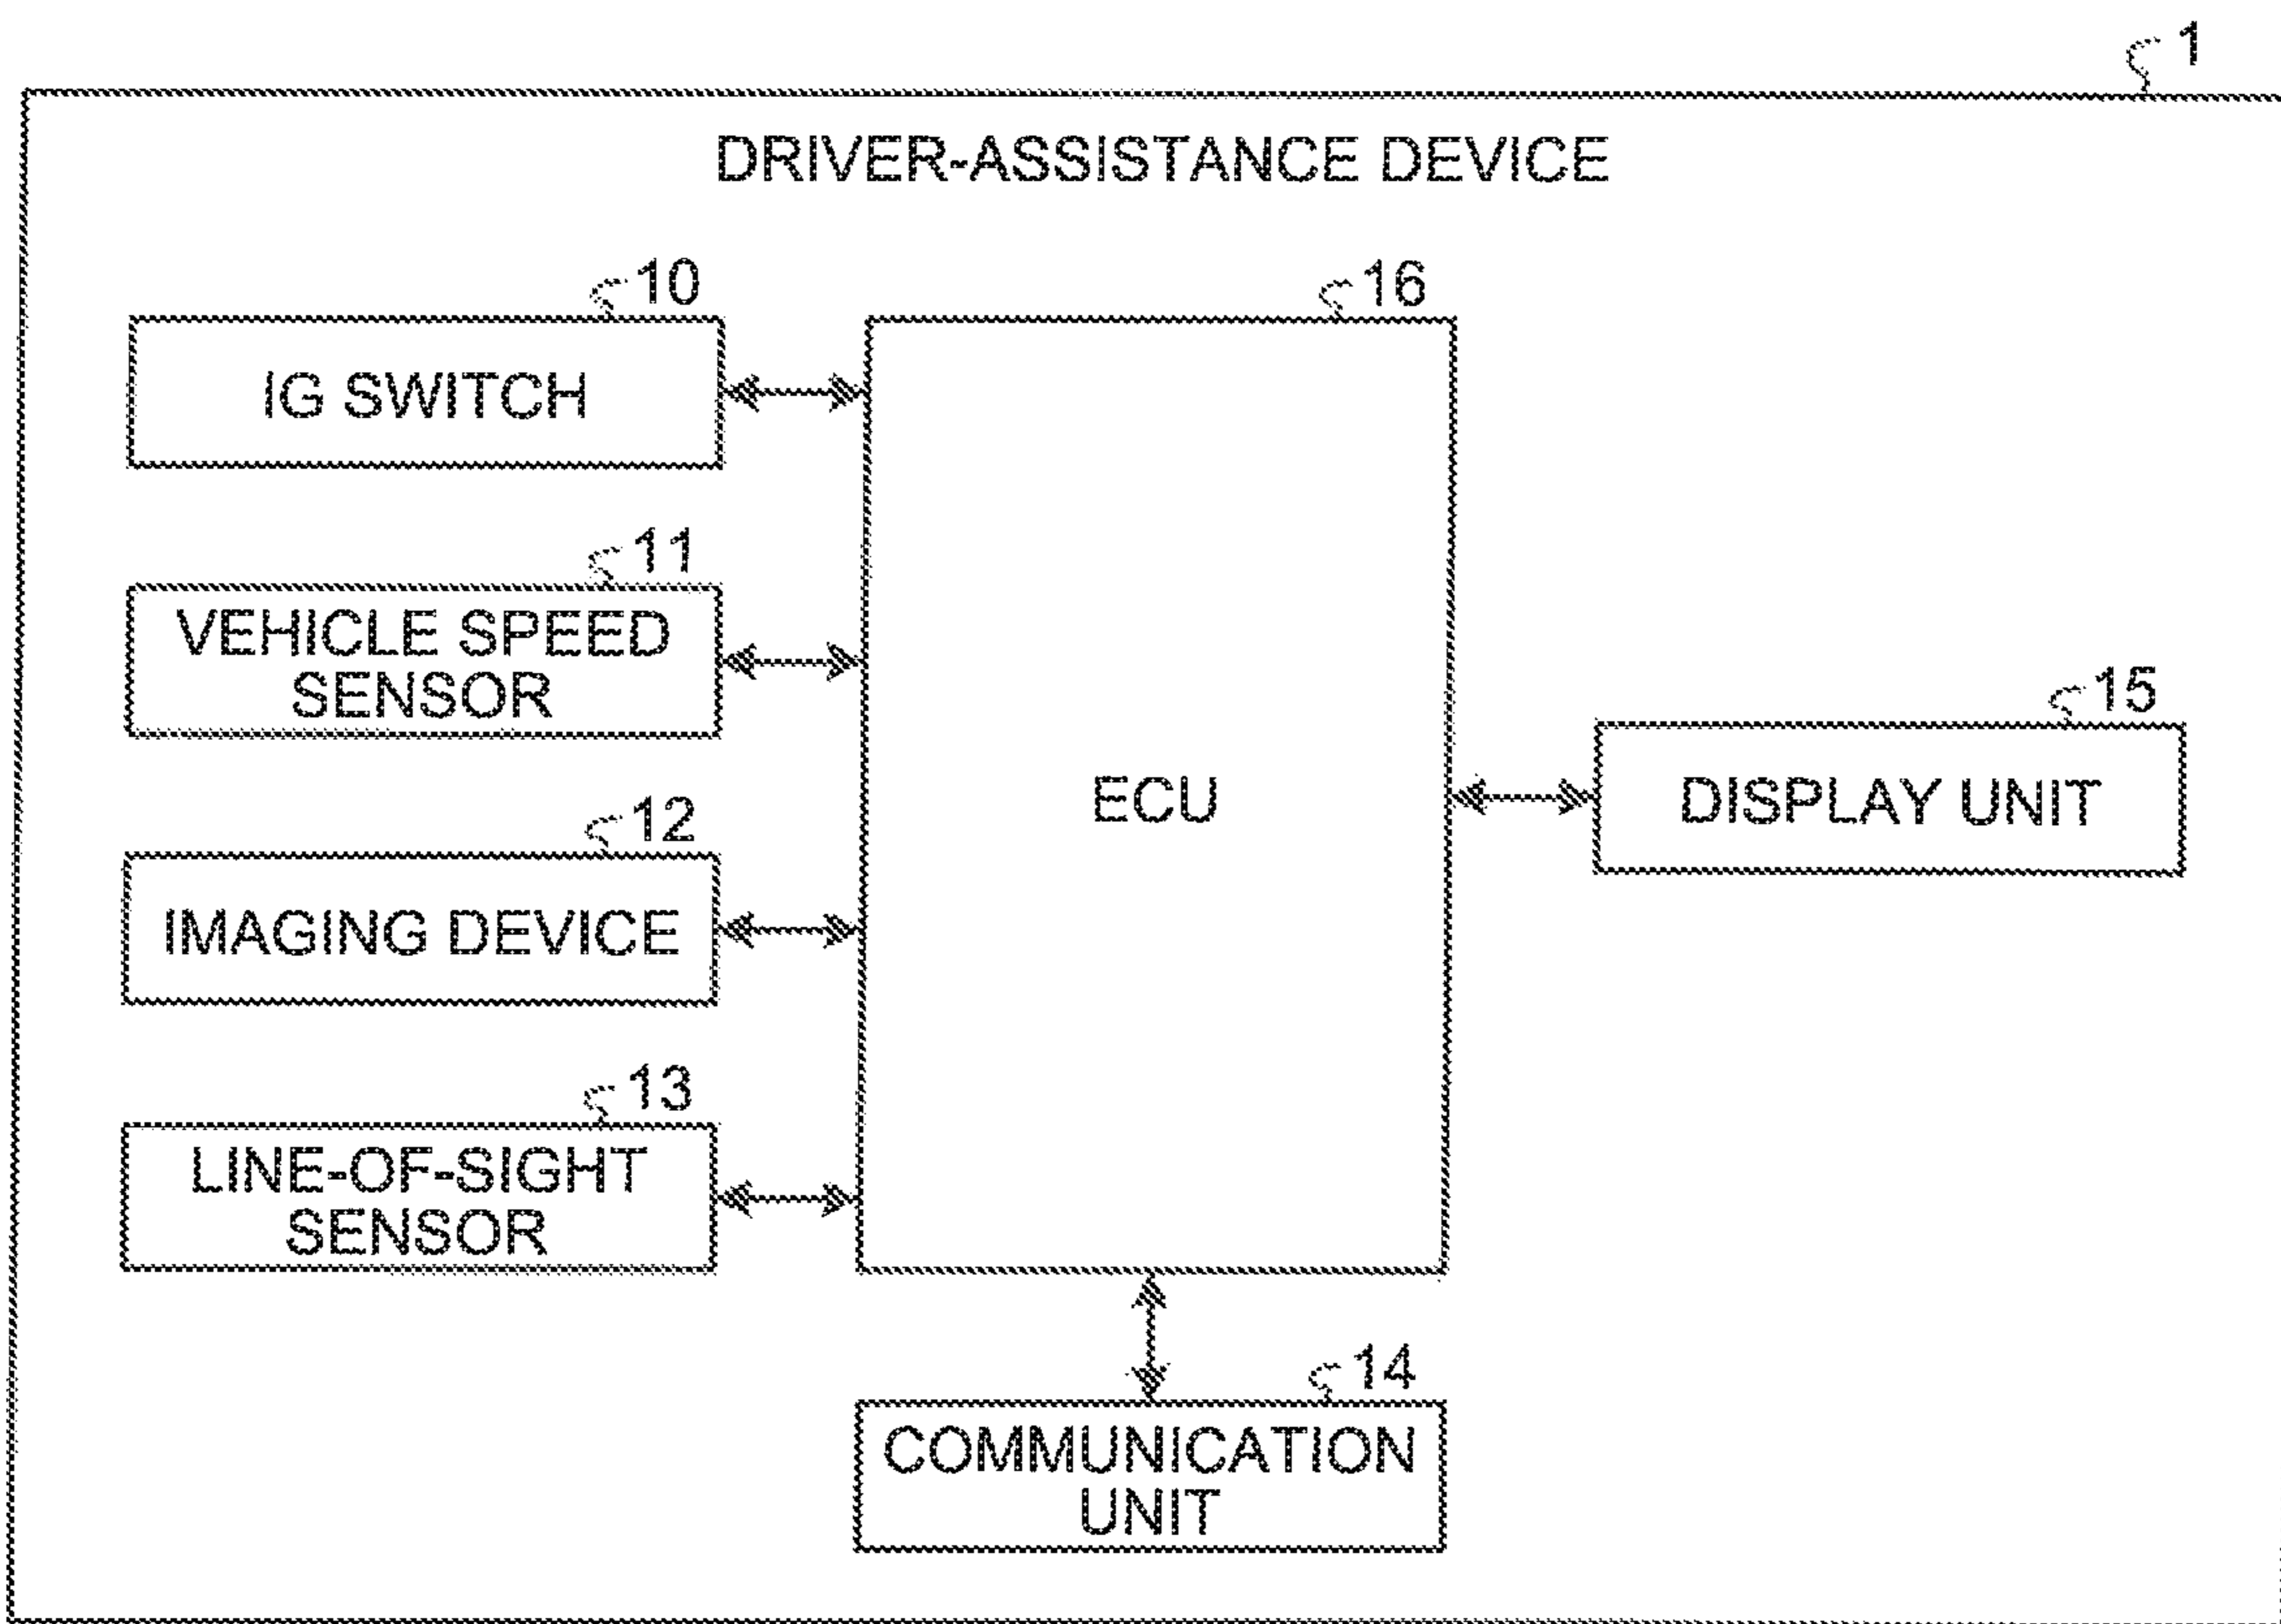 1
DRIVER-ASSISTANCE DEVICE
10
IG SWITCH
16
ECU
11
VEHICLE SPEED
SENSOR
12
IMAGING DEVICE
13
LINE-OF-SIGHT
SENSOR
15
DISPLAY UNIT
14
COMMUNICATION
UNIT